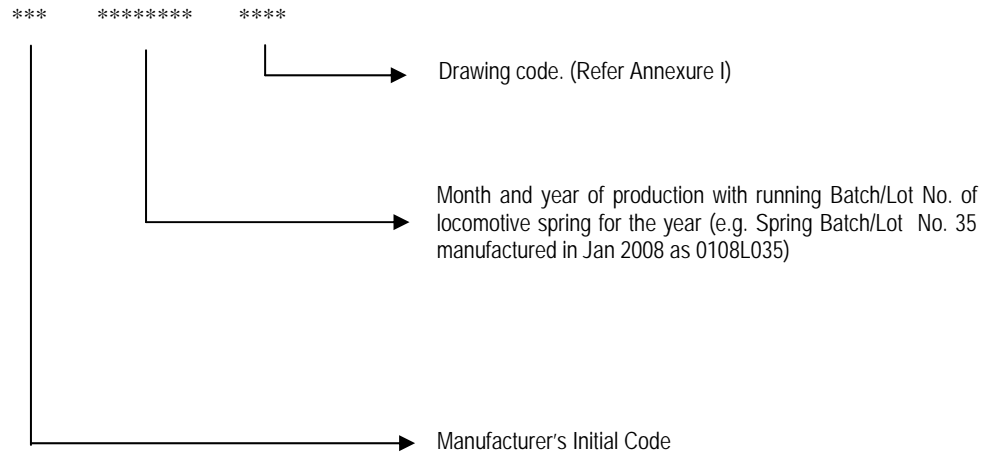 *** ******** ****
Drawing code. (Refer Annexure I)
Month and year of production with running Batch/Lot No. of
locomotive spring for the year (e.g. Spring Batch/Lot No. 35
manufactured in Jan 2008 as 0108L035)
Manufacturer's Initial Code